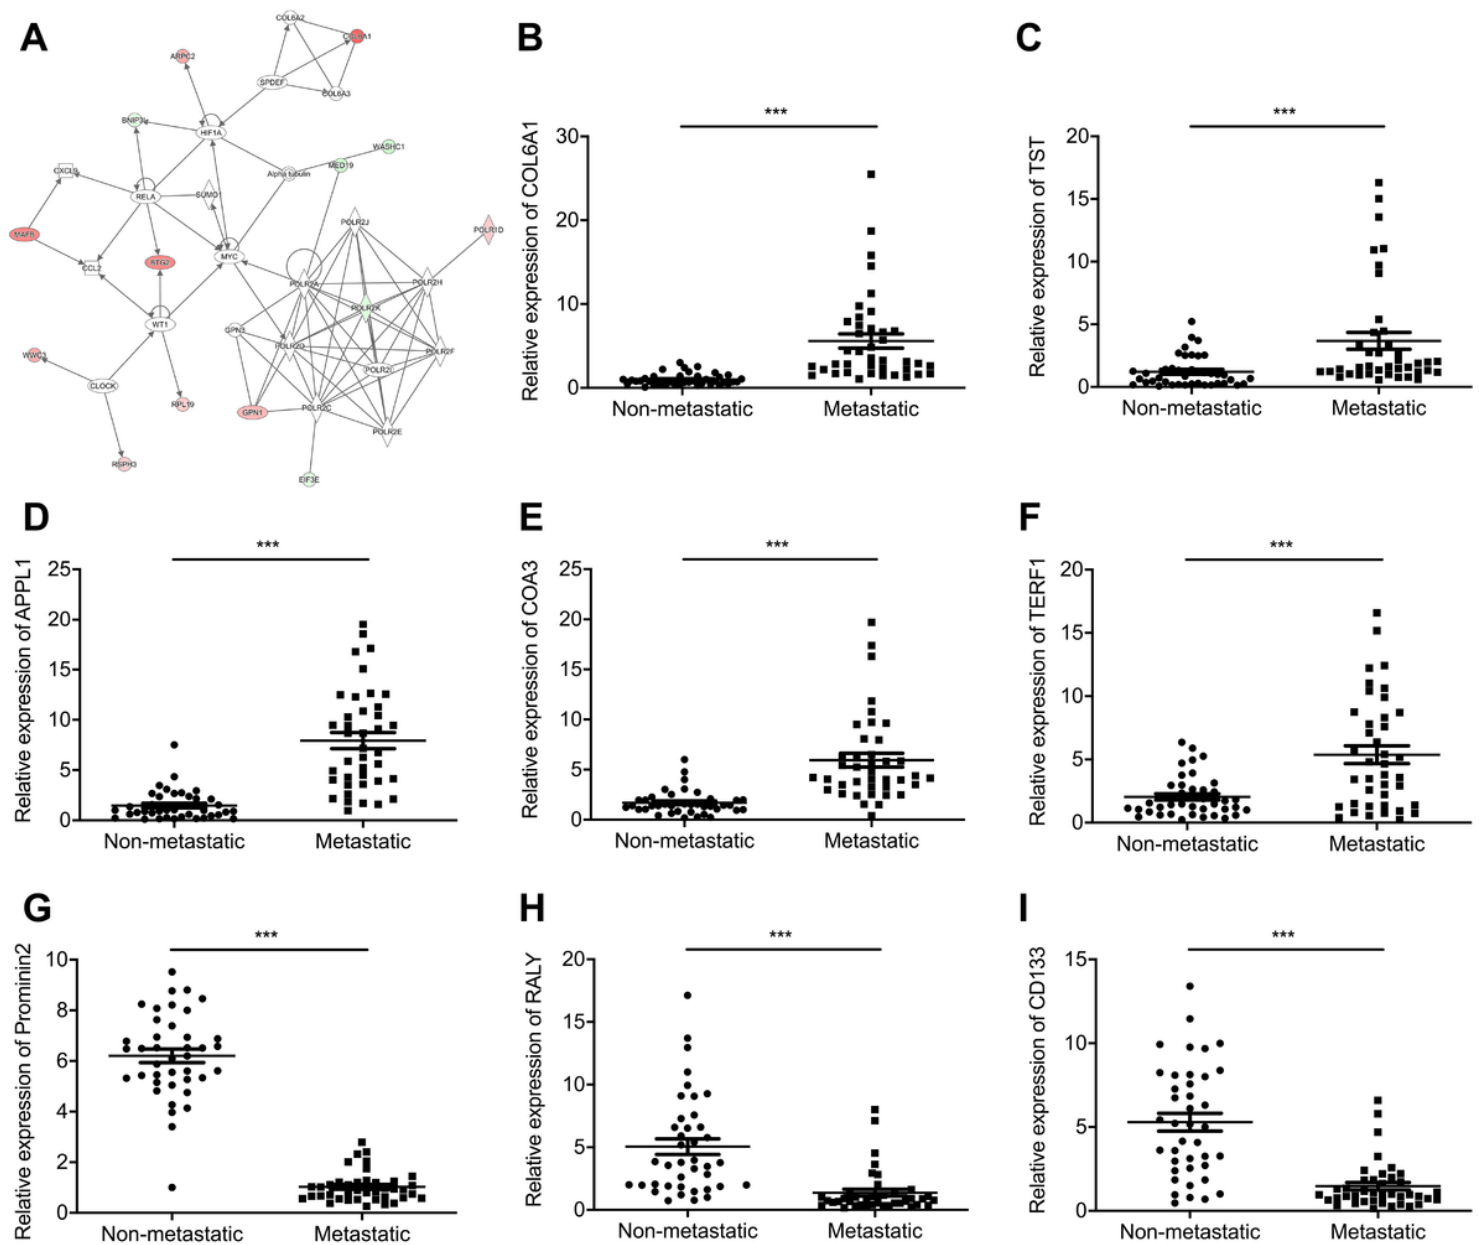 A
COL6A2
COL6A1
ARPC2
SPDEF
COL6A3
BNIP3L
HIF1A
WASHC1
MED19
CXCL5
Alpha tubulin
RELA
SUMO1
POLR2J
POLR1D
MAFB
BTG2
MYC
CCL2
POLR2A
POLR2H
POLR2K
WT1
GPN3
POLR2D
POLR2F
WWC3
POLR2I
CLOCK
RPL19
GPN1
POLR2C
POLR2E
RSPH3
EIF3E
B
***
Relative expression of COL6A1
30
20
10
0
Non-metastatic Metastatic
C
***
Relative expression of TST
20
15
10
5
0
Non-metastatic Metastatic
D
***
Relative expression of APPL1
25
20
15
10
5
0
Non-metastatic Metastatic
E
***
Relative expression of COA3
25
20
15
10
5
0
Non-metastatic Metastatic
F
***
Relative expression of TERF1
20
15
10
5
0
Non-metastatic Metastatic
G
***
Relative expression of Prominin2
10
8
6
4
2
0
Non-metastatic Metastatic
H
***
Relative expression of RALY
20
15
10
5
0
Non-metastatic Metastatic
I
***
Relative expression of CD133
15
10
5
0
Non-metastatic Metastatic